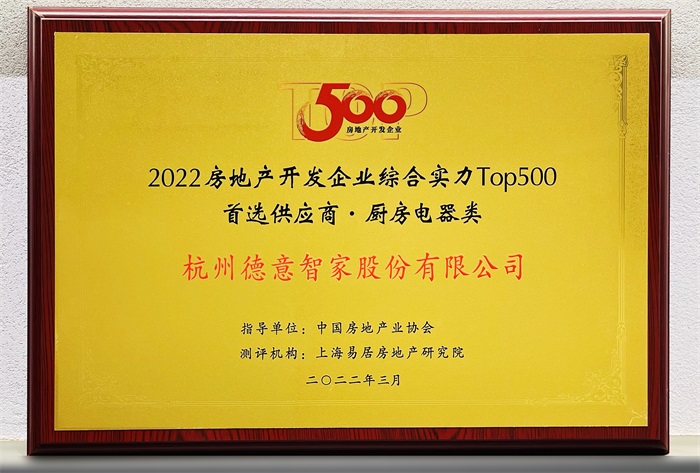 TOP
500
房地产开发企业
2022房地产开发企业综合实力Top500
首选供应商·厨房电器类
杭州德意智家股份有限公司
指导单位：中国房地产业协会
测评机构：上海易居房地产研究院
二〇二二年三月